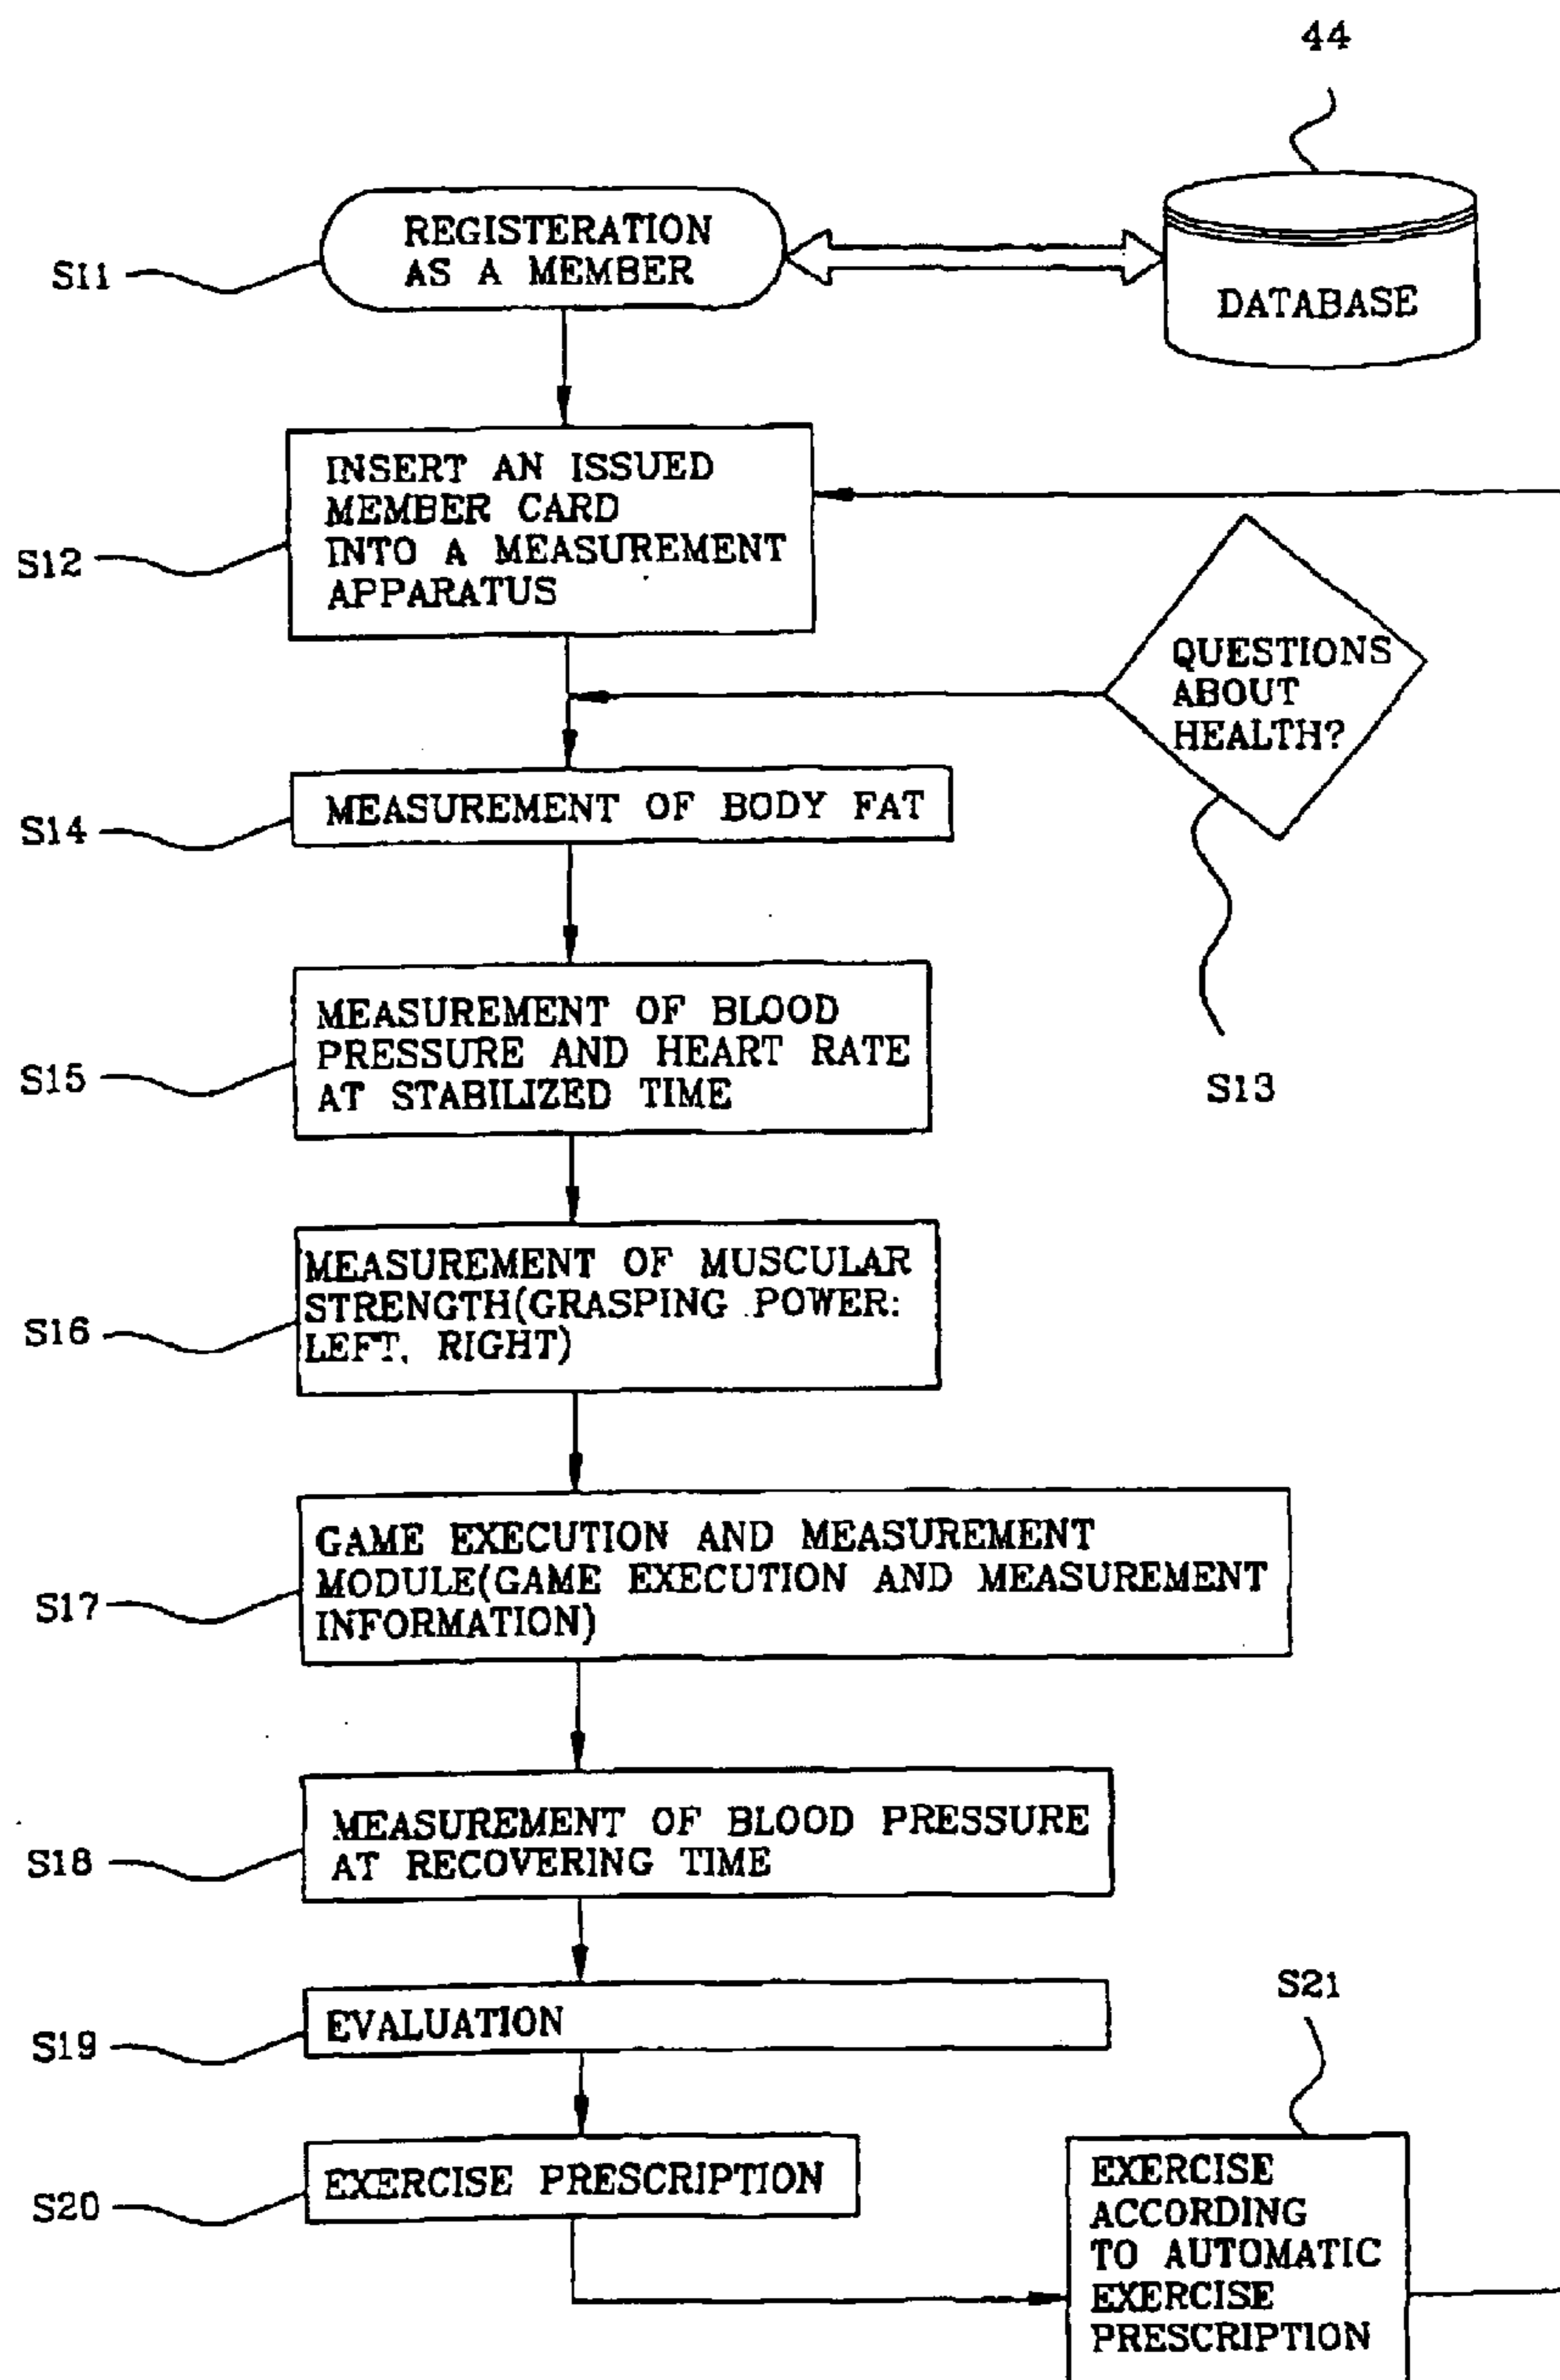 44
REGISTERATION
AS A MEMBER
S11
DATABASE
INSERT AN ISSUED
MEMBER CARD
INTO A MEASUREMENT
APPARATUS
S12
QUESTIONS
ABOUT
HEALTH?
S13
MEASUREMENT OF BODY FAT
S14
MEASUREMENT OF BLOOD
PRESSURE AND HEART RATE
AT STABILIZED TIME
S15
MEASUREMENT OF MUSCULAR
STRENGTH(GRASPING POWER:
LEFT, RIGHT)
S16
GAME EXECUTION AND MEASUREMENT
MODULE(GAME EXECUTION AND MEASUREMENT
INFORMATION)
S17
MEASUREMENT OF BLOOD PRESSURE
AT RECOVERING TIME
S18
EVALUATION
S19
EXERCISE PRESCRIPTION
S20
S21
EXERCISE
ACCORDING
TO AUTOMATIC
EXERCISE
PRESCRIPTION